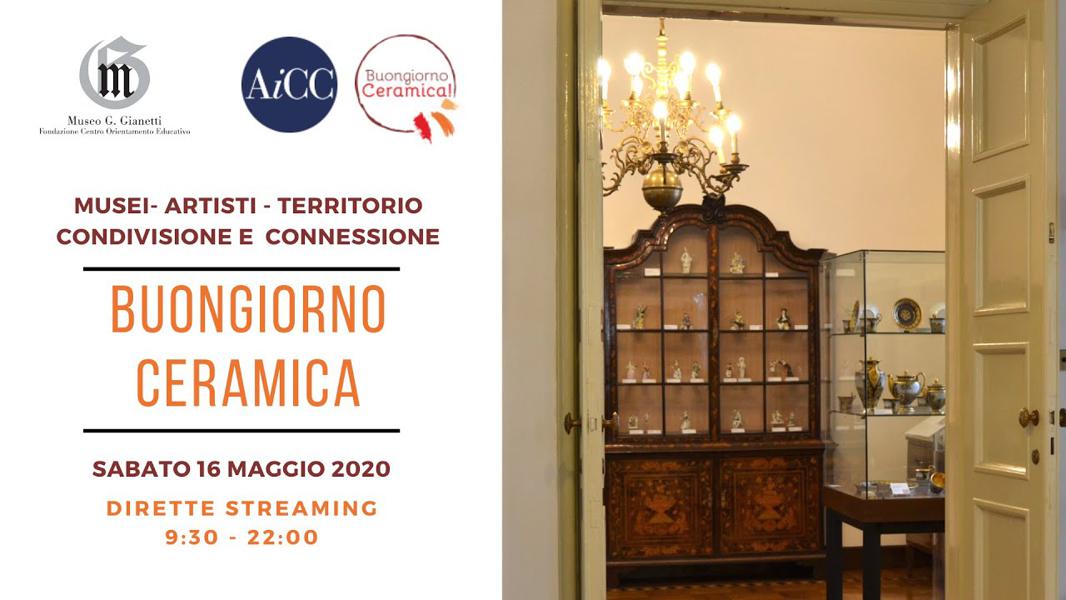 Museo G. Gianetti
Fondazione Centro Orientamento Educativo
AiCC
Buongiorno
Ceramica!
MUSEI- ARTISTI - TERRITORIO
CONDIVISIONE E CONNESSIONE
BUONGIORNO
CERAMICA
SABATO 16 MAGGIO 2020
DIRETTE STREAMING
9:30 - 22:00